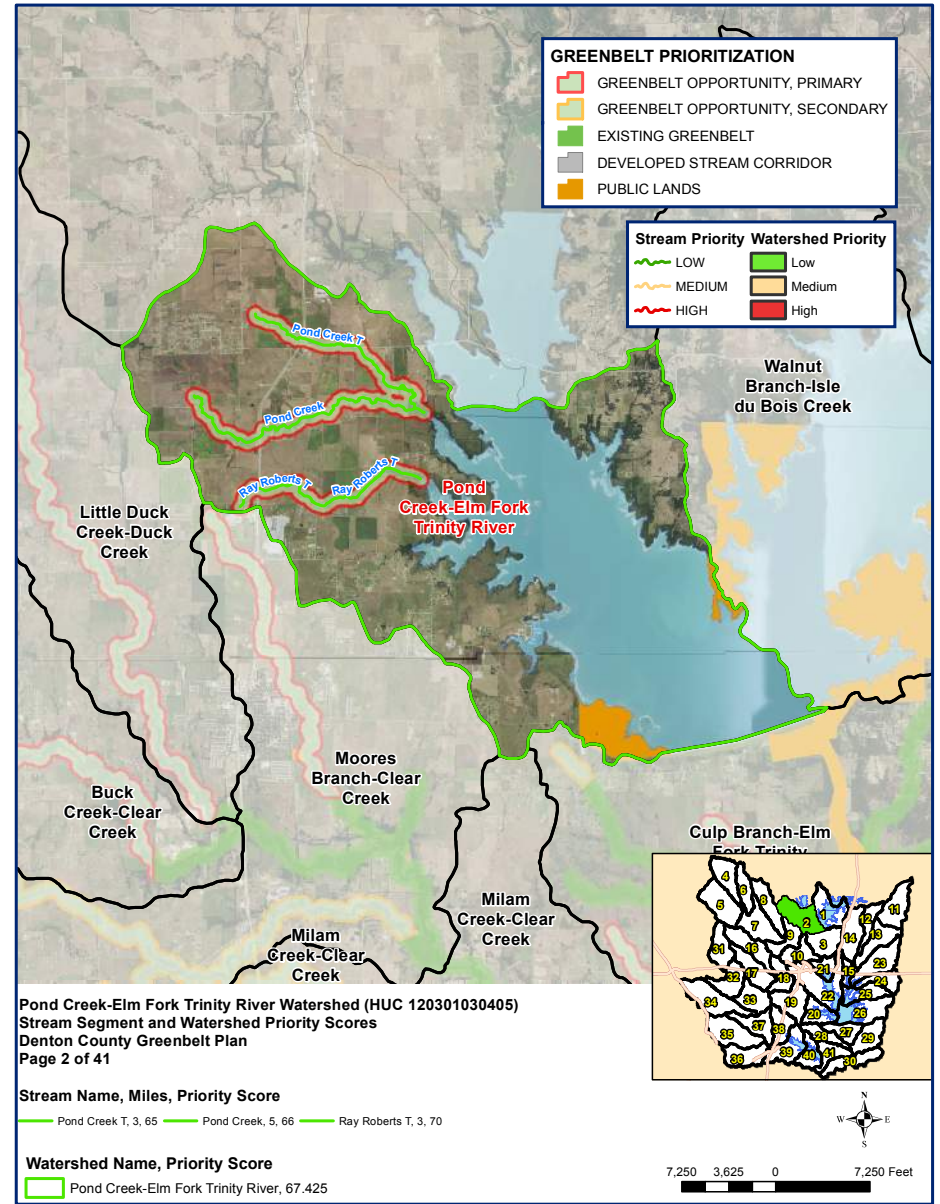 GREENBELT PRIORITIZATION
GREENBELT OPPORTUNITY, PRIMARY
GREENBELT OPPORTUNITY, SECONDARY
EXISTING GREENBELT
DEVELOPED STREAM CORRIDOR
PUBLIC LANDS
Stream Priority Watershed Priority
LOW Low
MEDIUM Medium
HIGH High
Pond Creek T
Pond Creek
Ray Roberts T
Ray Roberts T
Pond
Creek-Elm Fork
Trinity River
Walnut
Branch-Isle
du Bois Creek
Little Duck
Creek-Duck
Creek
Moores
Branch-Clear
Creek
Buck
Creek-Clear
Creek
Culp Branch-Elm
Fork Trinity
Milam
Creek-Clear
Creek
Milam
Creek-Clear
Creek
4
6
8
5
7
1
2
11
12
9
3
14
13
31
16
10
23
32
17
18
21
15
24
34
33
19
22
25
20
26
35
37
38
28
27
29
36
39
40
41
30
Pond Creek-Elm Fork Trinity River Watershed (HUC 120301030405)
Stream Segment and Watershed Priority Scores
Denton County Greenbelt Plan
Page 2 of 41
Stream Name, Miles, Priority Score
Pond Creek T, 3, 65 Pond Creek, 5, 66 Ray Roberts T, 3, 70
Watershed Name, Priority Score
Pond Creek-Elm Fork Trinity River, 67.425
N
W E
S
7,250 3,625 0 7,250 Feet